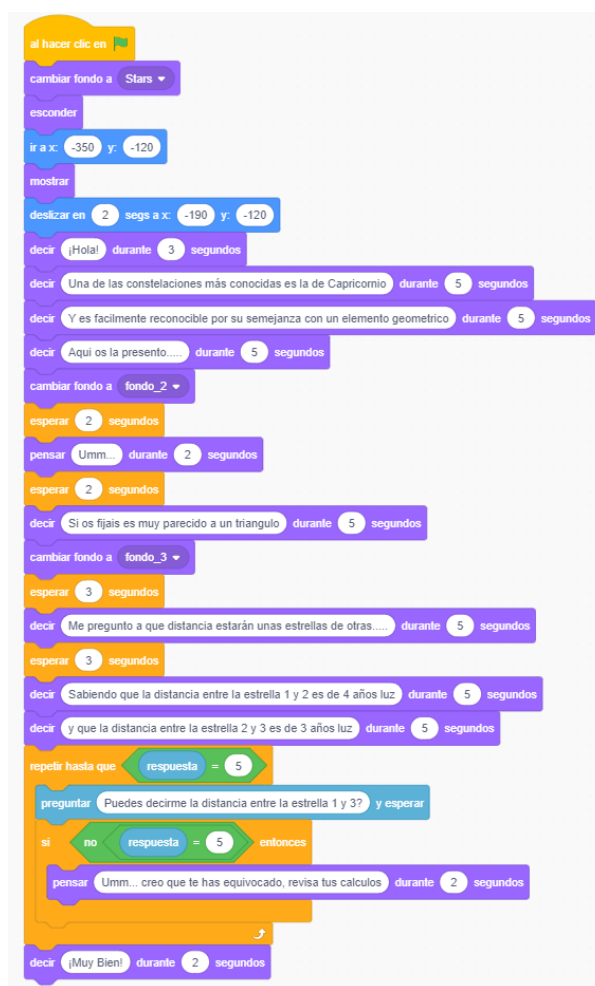 al hacer clic en
cambiar fondo a Stars
esconder
ir a x: -350 y: -120
mostrar
deslizar en 2 segs a x: -190 y: -120
decir ¡Hola! durante 3 segundos
decir Una de las constelaciones más conocidas es la de Capricornio durante 5 segundos
decir Y es facilmente reconocible por su semejanza con un elemento geometrico durante 5 segundos
decir Aqui os la presento..... durante 5 segundos
cambiar fondo a fondo_2
esperar 2 segundos
pensar Umm... durante 2 segundos
esperar 2 segundos
decir Si os fijais es muy parecido a un triangulo durante 5 segundos
cambiar fondo a fondo_3
esperar 3 segundos
decir Me pregunto a que distancia estarán unas estrellas de otras..... durante 5 segundos
esperar 3 segundos
decir Sabiendo que la distancia entre la estrella 1 y 2 es de 4 años luz durante 5 segundos
decir y que la distancia entre la estrella 2 y 3 es de 3 años luz durante 5 segundos
repetir hasta que respuesta = 5
preguntar Puedes decirme la distancia entre la estrella 1 y 3? y esperar
si no respuesta = 5 entonces
pensar Umm... creo que te has equivocado, revisa tus calculos durante 2 segundos
decir ¡Muy Bien! durante 2 segundos